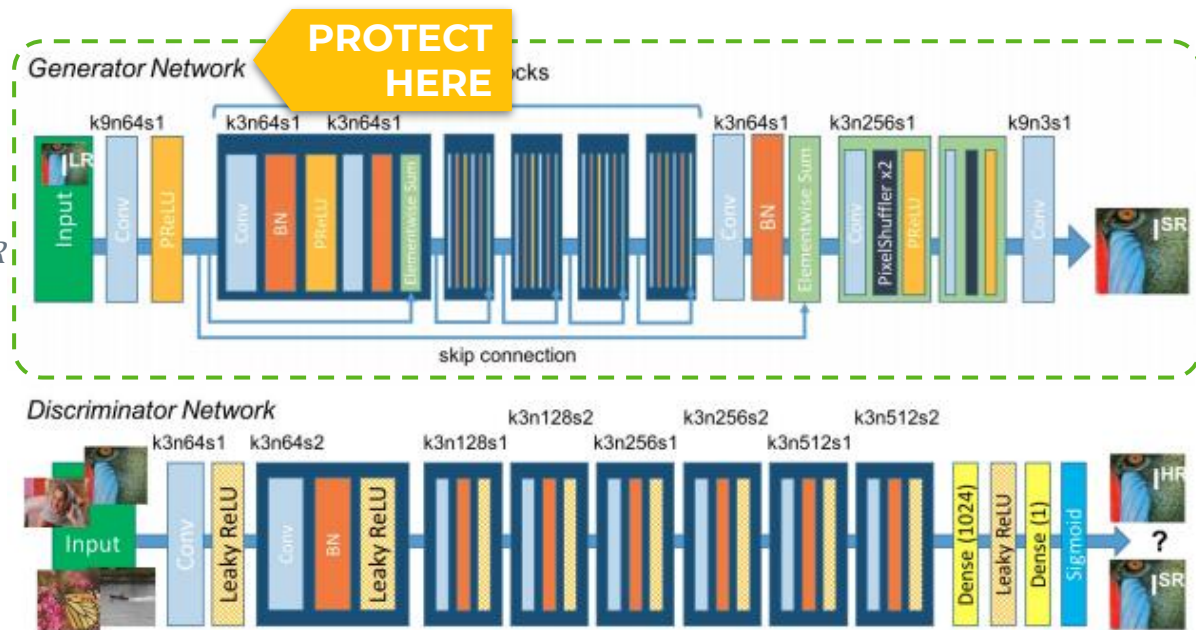 PROTECT
HERE
Generator Network
ocks
k9n64s1
k3n64s1 k3n64s1
k3n64s1
k3n256s1
k9n3s1
I^LR
Input
Conv
PReLU
Conv
BN
PReLU
Elementwise Sum
Conv
BN
Elementwise Sum
Conv
PixelShuffler x2
PReLU
Conv
I^SR
R
skip connection
Discriminator Network
k3n64s1 k3n64s2
k3n128s1
k3n128s2
k3n256s1
k3n256s2
k3n512s1
k3n512s2
Input
Conv
Leaky ReLU
Conv
BN
Leaky ReLU
Dense (1024)
Leaky ReLU
Dense (1)
Sigmoid
I^HR
?
I^SR